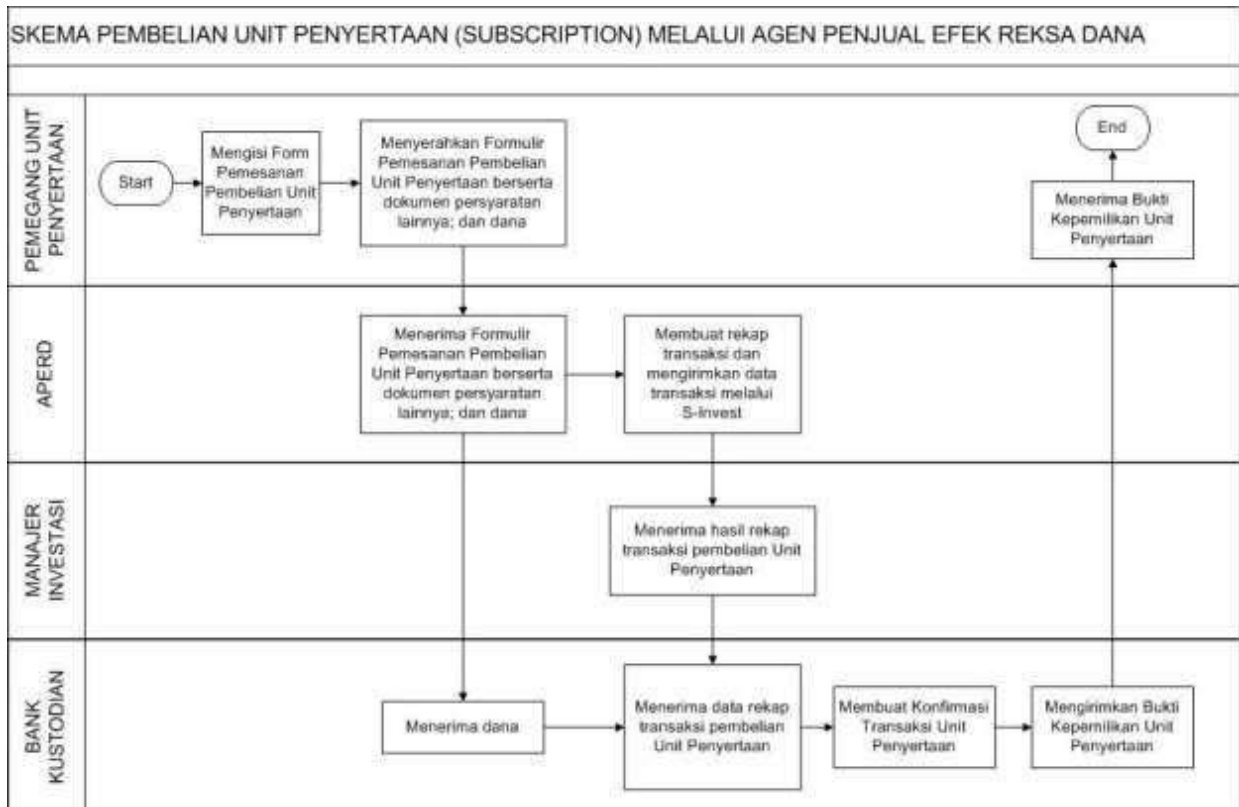 SKEMA PEMBELIAN UNIT PENYERTAAN (SUBSCRIPTION) MELALUI AGEN PENJUAL EFEK REKSA DANA
PEMEGANG UNIT
PENYERTAAN
Start
Mengisi Form
Pemesanan
Pembelian Unit
Penyertaan
Menyerahkan Formulir
Pemesanan Pembelian
Unit Penyertaan berserta
dokumen persyaratan
lainnya; dan dana
End
Menerima Bukti
Kepemilikan Unit
Penyertaan
APERD
Menerima Formulir
Pemesanan Pembelian
Unit Penyertaan berserta
dokumen persyaratan
lainnya; dan dana
Membuat rekap
transaksi dan
mengirimkan data
transaksi melalui
S-Invest
MANAJER
INVESTASI
Menerima hasil rekap
transaksi pembelian Unit
Penyertaan
BANK
KUSTODIAN
Menerima dana
Menerima data rekap
transaksi pembelian
Unit Penyertaan
Membuat Konfirmasi
Transaksi Unit
Penyertaan
Mengirimkan Bukti
Kepemilikan Unit
Penyertaan